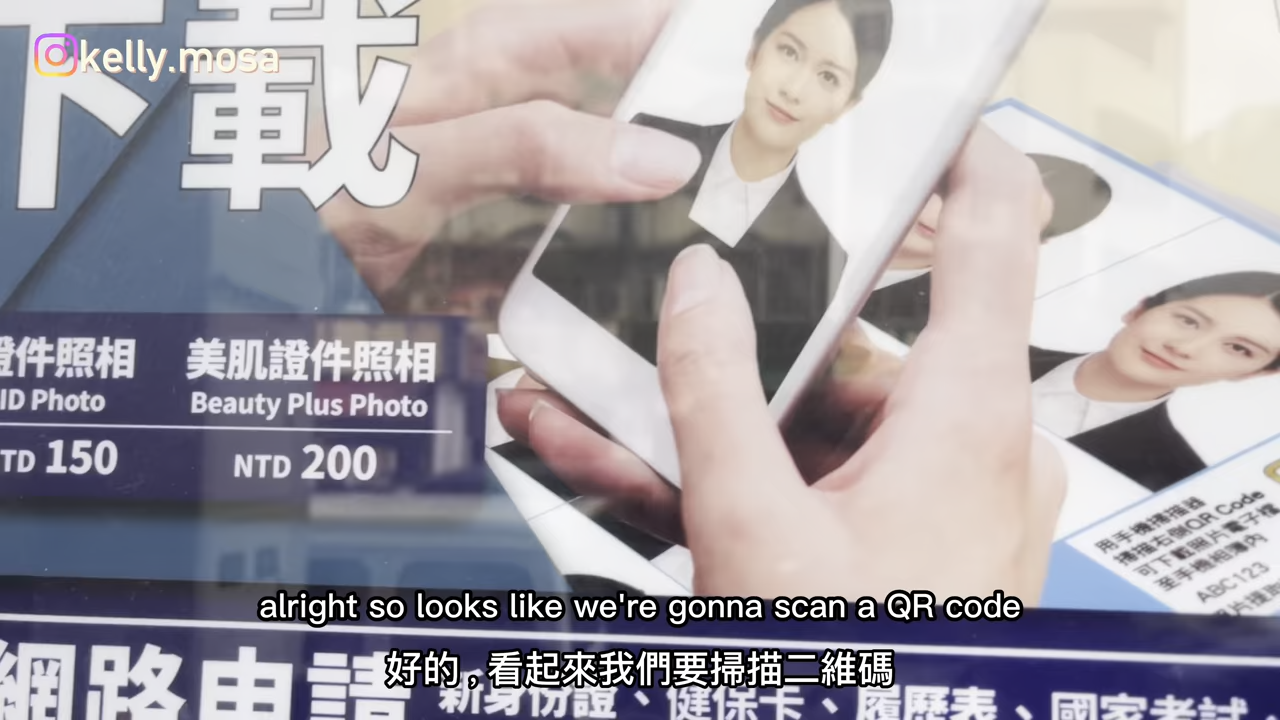 下載
kelly.mosa
證件照相
美肌證件照相
ID Photo
Beauty Plus Photo
NTD 150
NTD 200
用手機掃描器
掃描右側QR Code
可下載照片電子檔
至手機相簿內
ABC123
alright so looks like we're gonna scan a QR code
好的，看起來我們要掃描二維碼
網路申請
新身份證、健保卡、履歷表、國家考試、